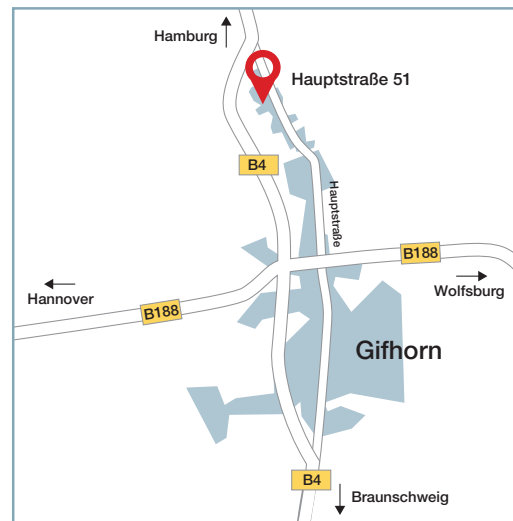 Hamburg
Hauptstraße 51
B4
Hauptstraße
B188
Hannover
Wolfsburg
B188
Gifhorn
B4
Braunschweig